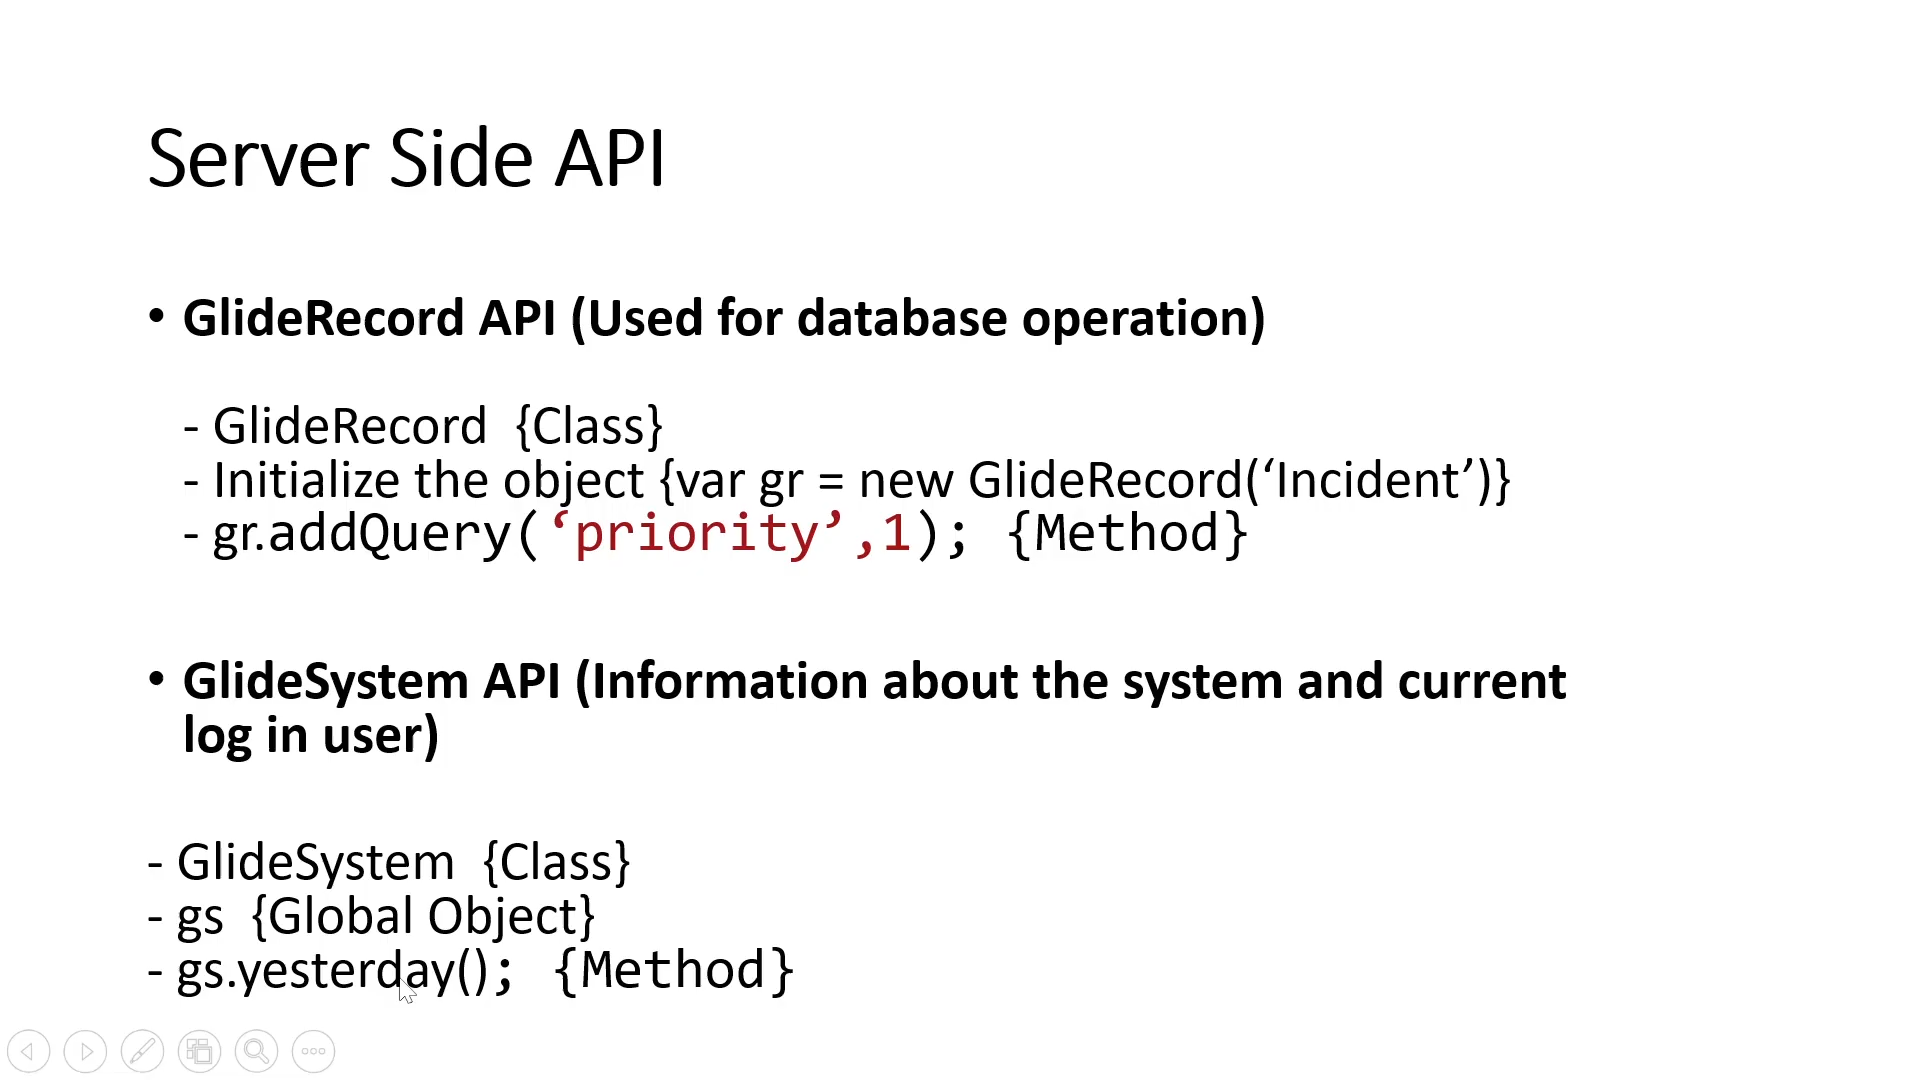 Server Side API
• GlideRecord API (Used for database operation)
- GlideRecord {Class}
- Initialize the object {var gr = new GlideRecord(‘Incident’)}
- gr.addQuery(‘priority’,1); {Method}
• GlideSystem API (Information about the system and current
log in user)
- GlideSystem {Class}
- gs {Global Object}
- gs.yesterday(); {Method}